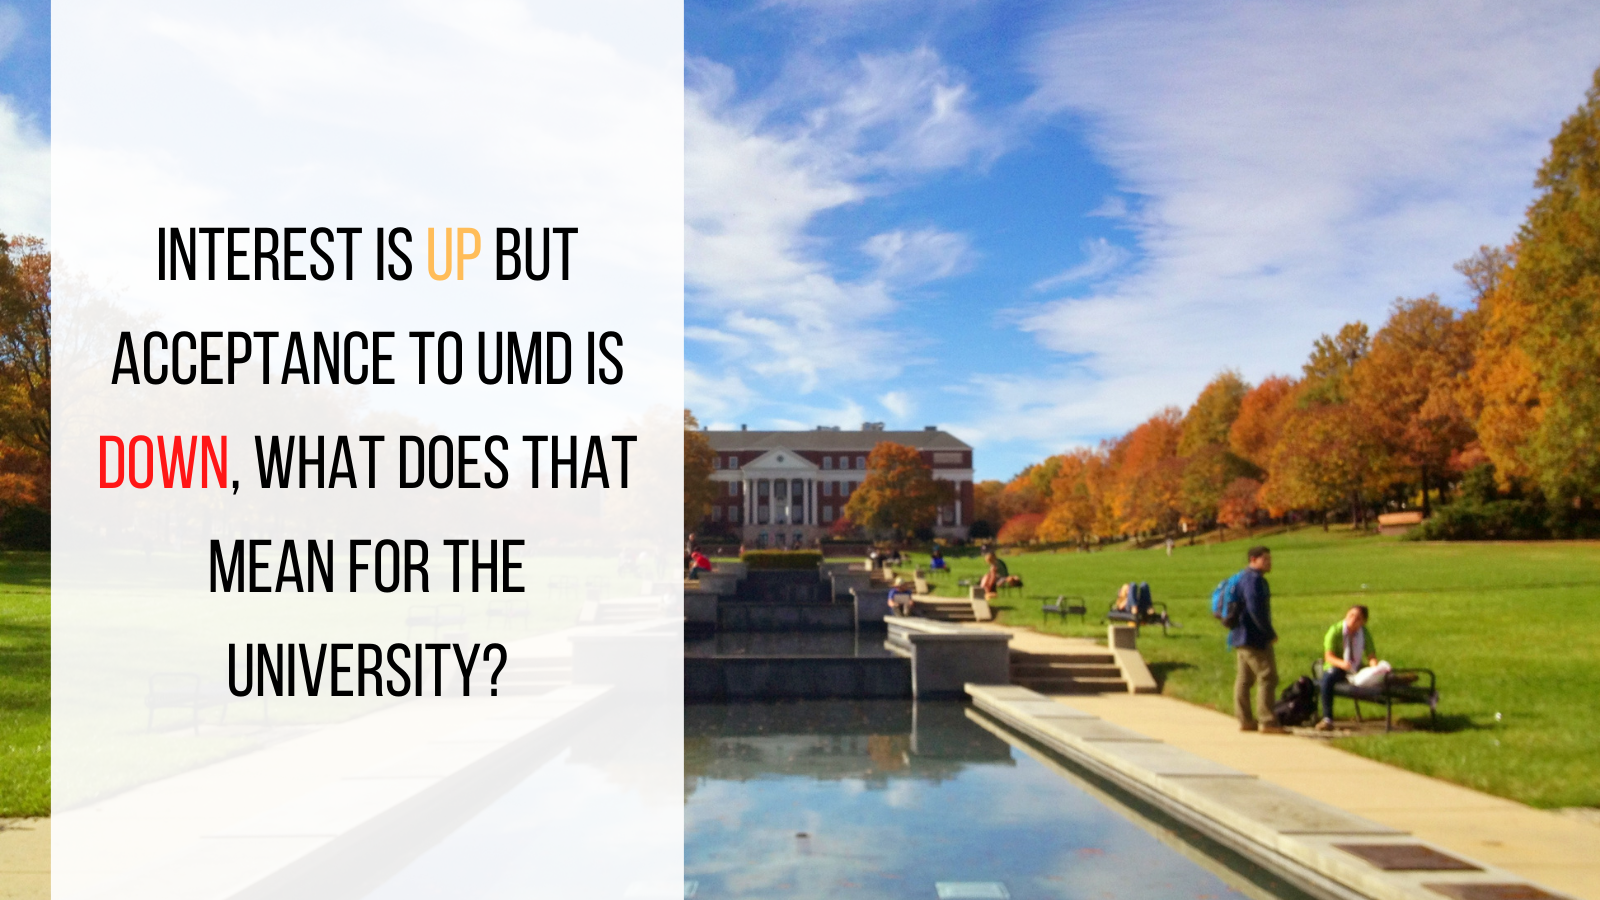 INTEREST IS UP BUT
ACCEPTANCE TO UMD IS
DOWN, WHAT DOES THAT
MEAN FOR THE
UNIVERSITY?